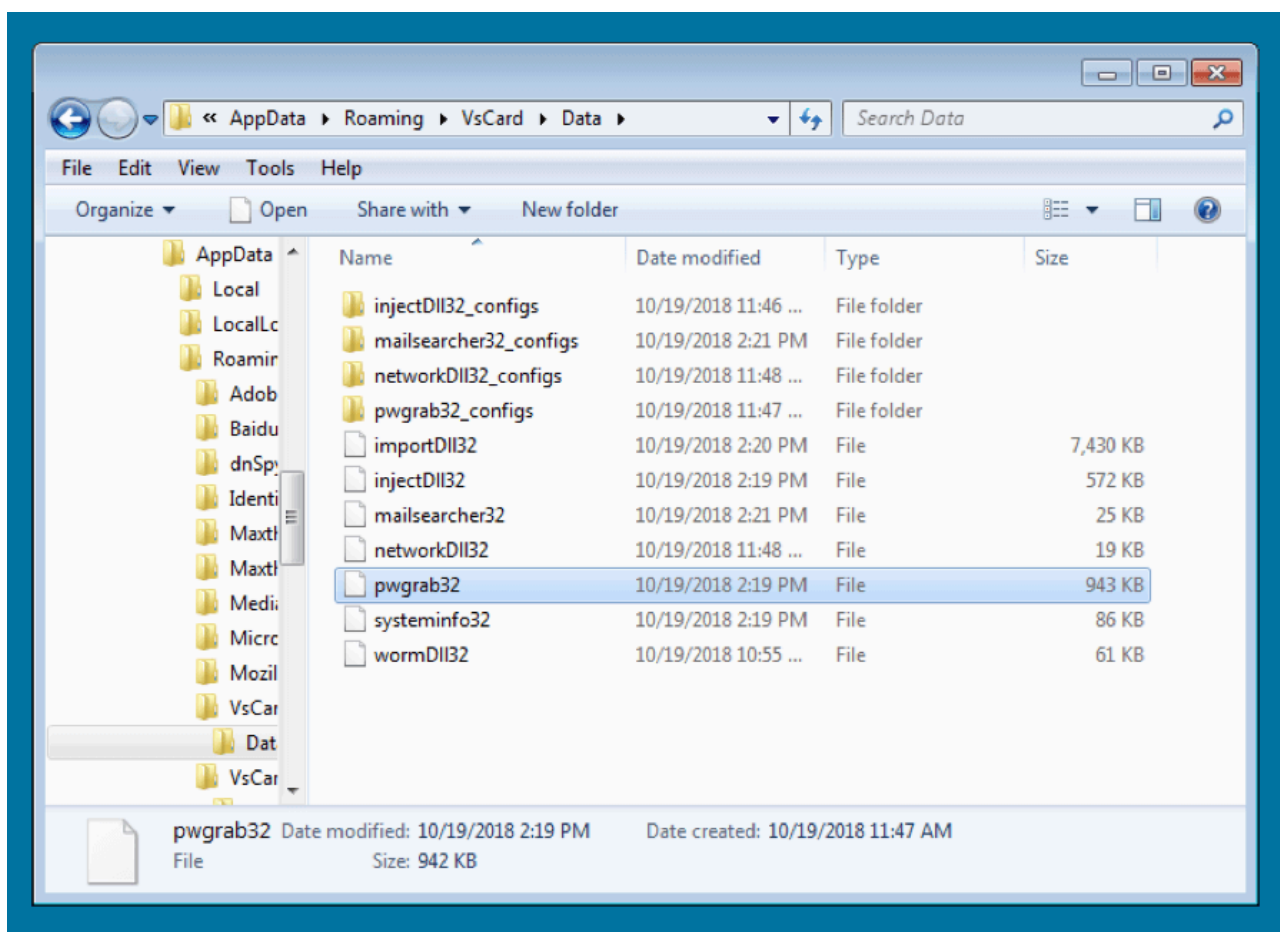 « AppData ▸ Roaming ▸ VsCard ▸ Data ▸
Search Data
File Edit View Tools Help
Organize Open Share with New folder
AppData
Local
LocalLc
Roamir
Adob
Baidu
dnSpy
Identi
Maxth
Maxth
Media
Micro
Mozil
VsCar
Dat
VsCar
Name Date modified Type Size
injectDll32_configs 10/19/2018 11:46 ... File folder
mailsearcher32_configs 10/19/2018 2:21 PM File folder
networkDll32_configs 10/19/2018 11:48 ... File folder
pwgrab32_configs 10/19/2018 11:47 ... File folder
importDll32 10/19/2018 2:20 PM File 7,430 KB
injectDll32 10/19/2018 2:19 PM File 572 KB
mailsearcher32 10/19/2018 2:21 PM File 25 KB
networkDll32 10/19/2018 11:48 ... File 19 KB
pwgrab32 10/19/2018 2:19 PM File 943 KB
systeminfo32 10/19/2018 2:19 PM File 86 KB
wormDll32 10/19/2018 10:55 ... File 61 KB
pwgrab32 Date modified: 10/19/2018 2:19 PM Date created: 10/19/2018 11:47 AM
File Size: 942 KB